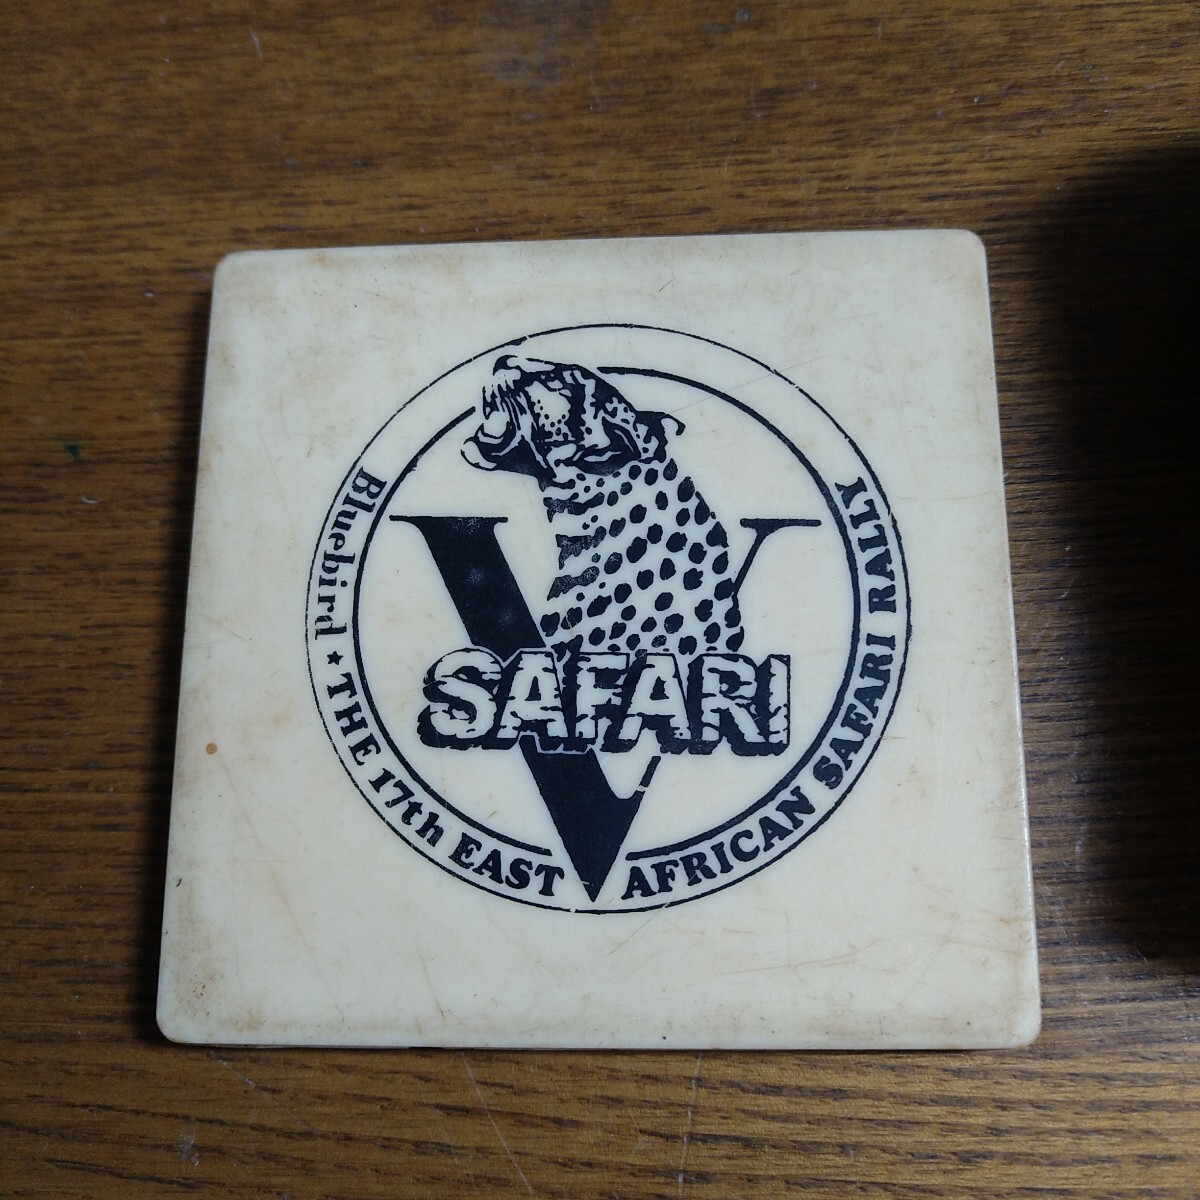 V
SAFARI
Bluebird ★ THE 17th EAST AFRICAN SAFARI RALLY